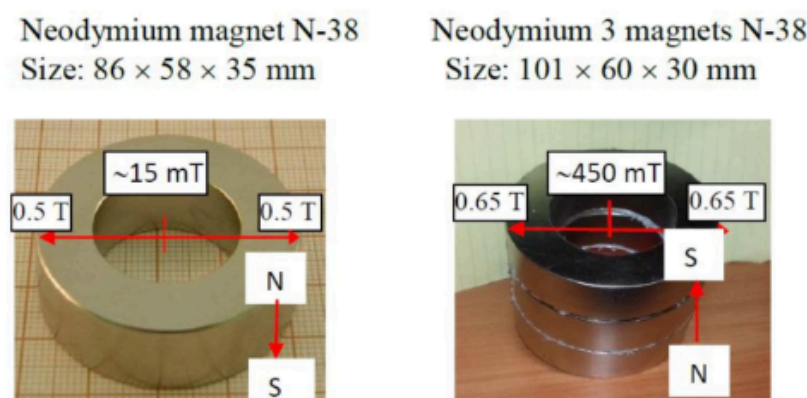 Neodymium magnet N-38
Size: 86 × 58 × 35 mm
Neodymium 3 magnets N-38
Size: 101 × 60 × 30 mm
~15 mT
0.5 T
0.5 T
N
S
~450 mT
0.65 T
0.65 T
S
N